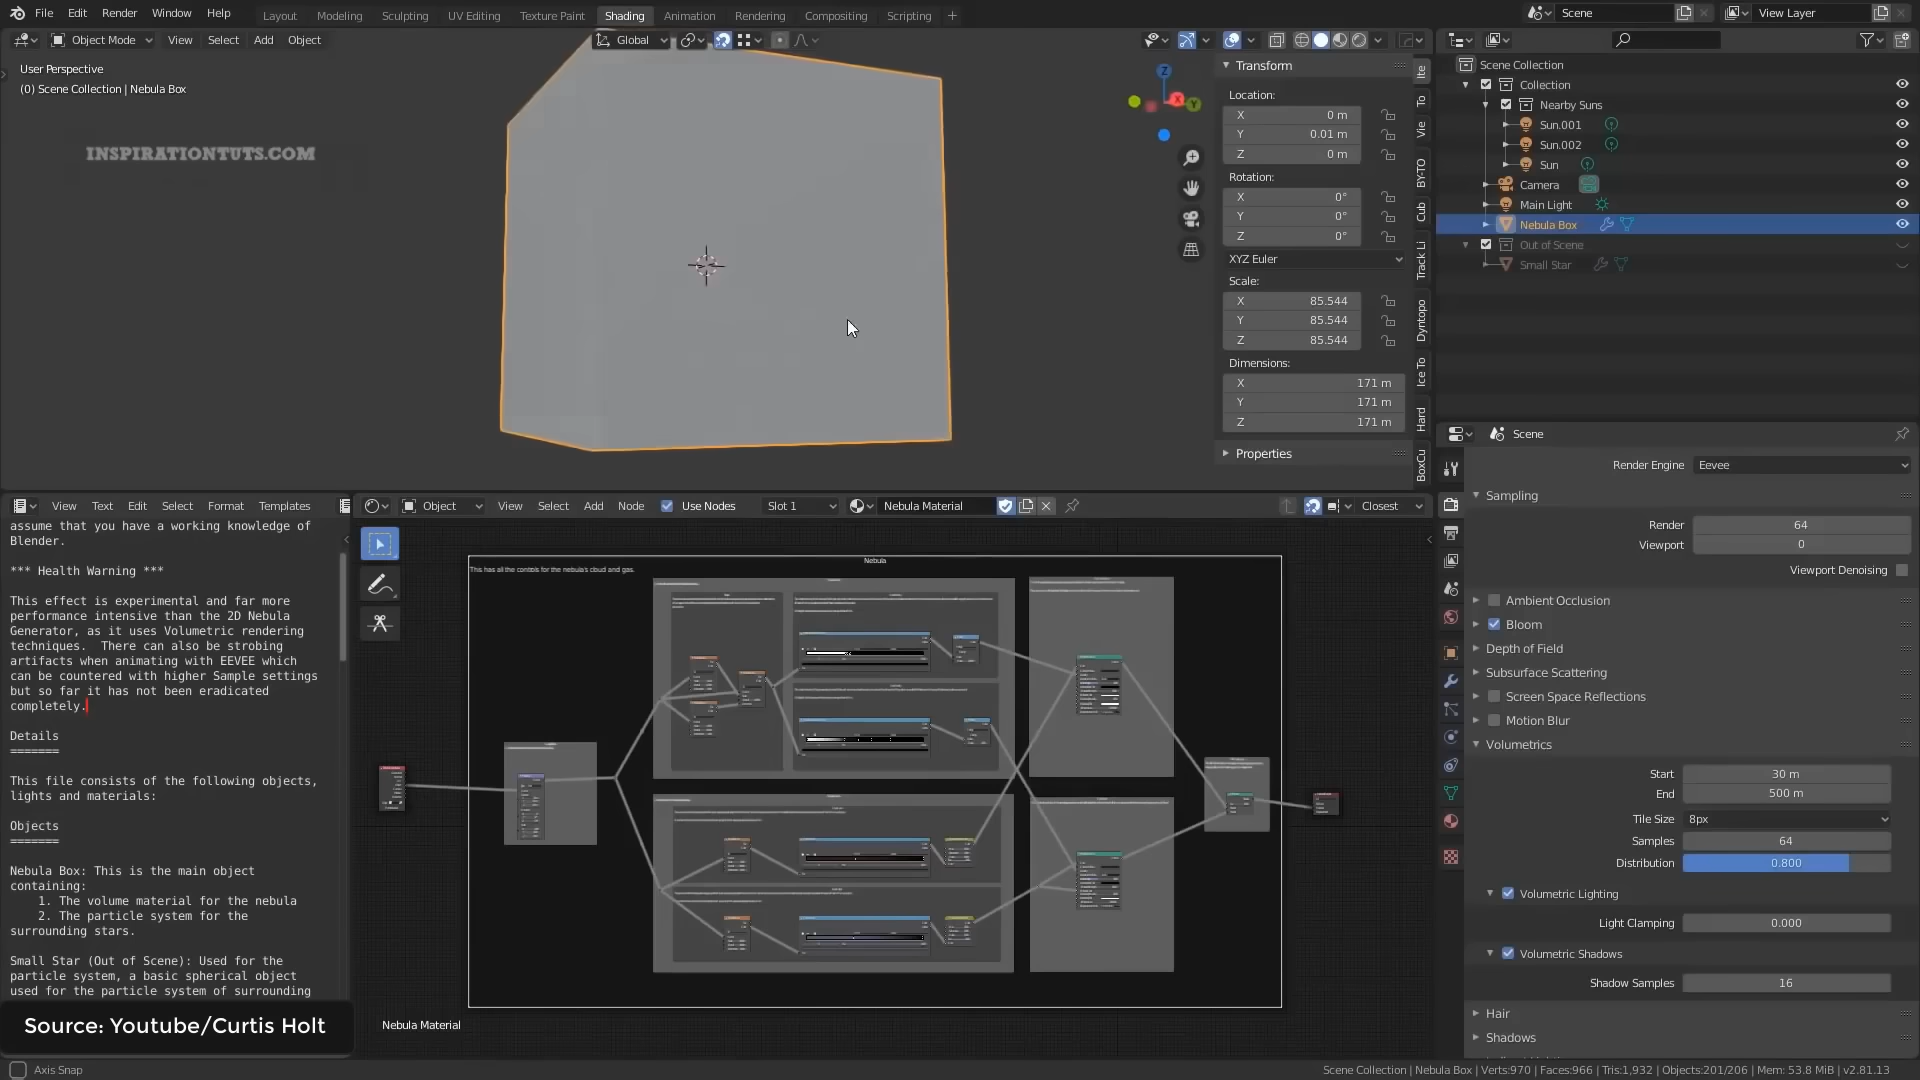 File Edit Render Window Help
Layout Modeling Sculpting UV Editing Texture Paint Shading Animation Rendering Compositing Scripting +
Scene
View Layer
Object Mode View Select Add Object
Global
User Perspective
(0) Scene Collection | Nebula Box
INSPIRATIONTUTS.COM
Z
X
Y
Transform
Location:
X 0 m
Y 0.01 m
Z 0 m
Rotation:
X 0°
Y 0°
Z 0°
XYZ Euler
Scale:
X 85.544
Y 85.544
Z 85.544
Dimensions:
X 171 m
Y 171 m
Z 171 m
Properties
Ite
To
Vie
BY-TO
Cub
Track Li
Dyntopo
Ice To
Hard
BoxCu
Scene Collection
Collection
Nearby Suns
Sun.001
Sun.002
Sun
Camera
Main Light
Nebula Box
Out of Scene
Small Star
Scene
Render Engine Eevee
Sampling
Render 64
Viewport 0
Viewport Denoising
Ambient Occlusion
Bloom
Depth of Field
Subsurface Scattering
Screen Space Reflections
Motion Blur
Volumetrics
Start 30 m
End 500 m
Tile Size 8px
Samples 64
Distribution 0.800
Volumetric Lighting
Light Clamping 0.000
Volumetric Shadows
Shadow Samples 16
Hair
Shadows
View Text Edit Select Format Templates
assume that you have a working knowledge of
Blender.
*** Health Warning ***
This effect is experimental and far more
performance intensive than the 2D Nebula
Generator, as it uses Volumetric rendering
techniques. There can also be strobing
artifacts when animating with EEVEE which
can be countered with higher Sample settings
but so far it has not been eradicated
completely.
Details
=======
This file consists of the following objects,
lights and materials:
Objects
=======
Nebula Box: This is the main object
containing:
1. The volume material for the nebula
2. The particle system for the
surrounding stars.
Small Star (Out of Scene): Used for the
particle system, a basic spherical object
used for the particle system of surrounding
Source: Youtube/Curtis Holt
Object View Select Add Node Use Nodes Slot 1 Nebula Material Closest
Nebula
This has all the controls for the nebula's cloud and gas.
Nebula Material
Axis Snap
Scene Collection | Nebula Box | Verts:970 | Faces:966 | Tris:1,932 | Objects:201/206 | Mem: 53.8 MiB | v2.81.13